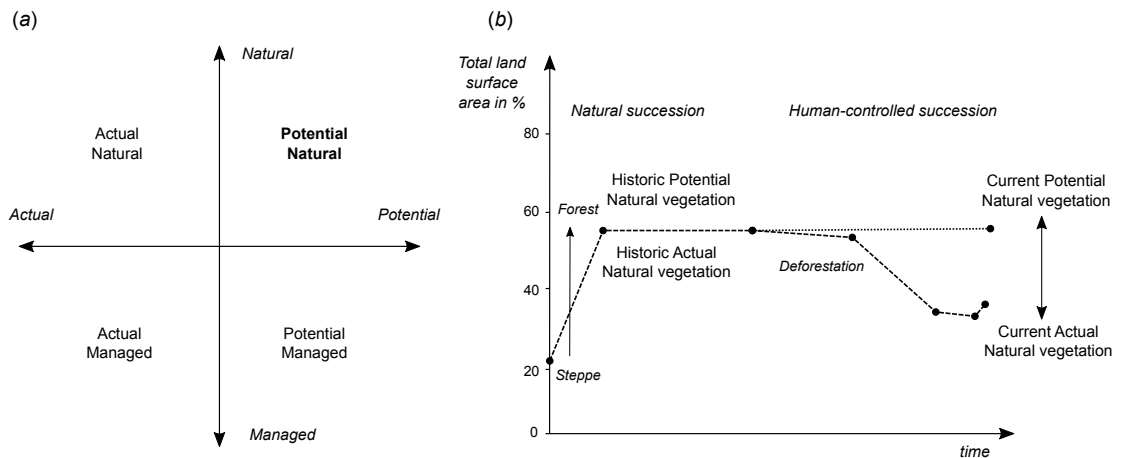 (a)
Natural
Actual
Natural
Potential
Natural
Actual
Potential
Actual
Managed
Potential
Managed
Managed
(b)
Total land
surface
area in %
Natural succession
Human-controlled succession
80
60
40
20
0
Historic Potential
Natural vegetation
Current Potential
Natural vegetation
Forest
Historic Actual
Natural vegetation
Deforestation
Current Actual
Natural vegetation
Steppe
time